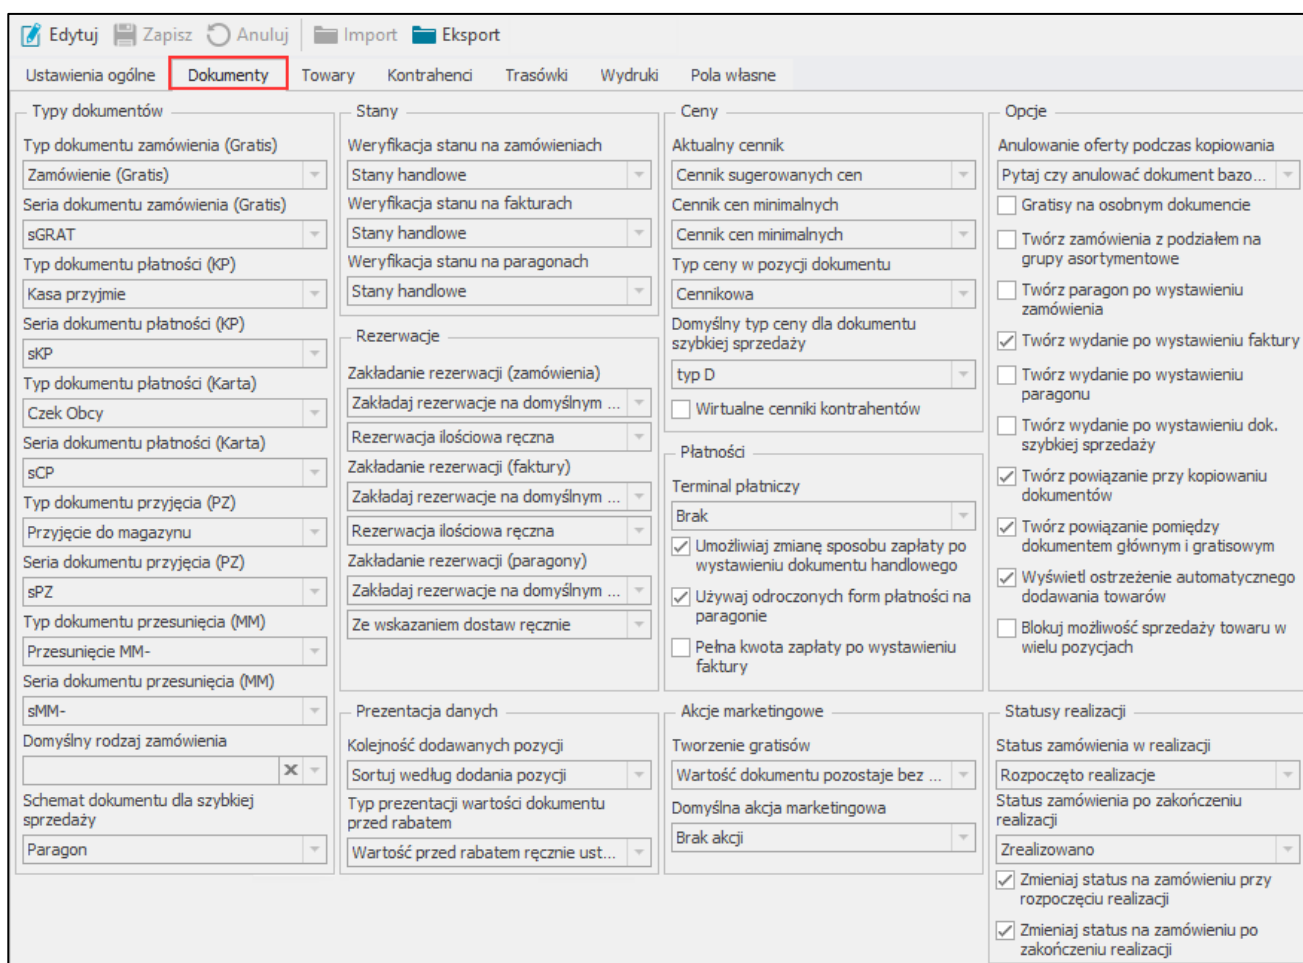 Edytuj Zapisz Anuluj Import Eksport
Ustawienia ogólne Dokumenty Towary Kontrahenci Trasówki Wydruki Pola własne
Typy dokumentów
Typ dokumentu zamówienia (Gratis)
Zamówienie (Gratis)
Seria dokumentu zamówienia (Gratis)
sGRAT
Typ dokumentu płatności (KP)
Kasa przyjmie
Seria dokumentu płatności (KP)
sKP
Typ dokumentu płatności (Karta)
Czek Obcy
Seria dokumentu płatności (Karta)
sCP
Typ dokumentu przyjęcia (PZ)
Przyjęcie do magazynu
Seria dokumentu przyjęcia (PZ)
sPZ
Typ dokumentu przesunięcia (MM)
Przesunięcie MM-
Seria dokumentu przesunięcia (MM)
sMM-
Domyślny rodzaj zamówienia
Schemat dokumentu dla szybkiej
sprzedaży
Paragon
Stany
Weryfikacja stanu na zamówieniach
Stany handlowe
Weryfikacja stanu na fakturach
Stany handlowe
Weryfikacja stanu na paragonach
Stany handlowe
Rezerwacje
Zakładanie rezerwacji (zamówienia)
Zakładaj rezerwacje na domyślnym ...
Rezerwacja ilościowa ręczna
Zakładanie rezerwacji (faktury)
Zakładaj rezerwacje na domyślnym ...
Rezerwacja ilościowa ręczna
Zakładanie rezerwacji (paragony)
Zakładaj rezerwacje na domyślnym ...
Ze wskazaniem dostaw ręcznie
Prezentacja danych
Kolejność dodawanych pozycji
Sortuj według dodania pozycji
Typ prezentacji wartości dokumentu
przed rabatem
Wartość przed rabatem ręcznie ust...
Ceny
Aktualny cennik
Cennik sugerowanych cen
Cennik cen minimalnych
Cennik cen minimalnych
Typ ceny w pozycji dokumentu
Cennikowa
Domyślny typ ceny dla dokumentu
szybkiej sprzedaży
typ D
Wirtualne cenniki kontrahentów
Płatności
Terminal płatniczy
Brak
Umożliwiaj zmianę sposobu zapłaty po
wystawieniu dokumentu handlowego
Używaj odroczonych form płatności na
paragonie
Pełna kwota zapłaty po wystawieniu
faktury
Akcje marketingowe
Tworzenie gratisów
Wartość dokumentu pozostaje bez ...
Domyślna akcja marketingowa
Brak akcji
Opcje
Anulowanie oferty podczas kopiowania
Pytaj czy anulować dokument bazo...
Gratisy na osobnym dokumencie
Twórz zamówienia z podziałem na
grupy asortymentowe
Twórz paragon po wystawieniu
zamówienia
Twórz wydanie po wystawieniu faktury
Twórz wydanie po wystawieniu
paragonu
Twórz wydanie po wystawieniu dok.
szybkiej sprzedaży
Twórz powiązanie przy kopiowaniu
dokumentów
Twórz powiązanie pomiędzy
dokumentem głównym i gratisowym
Wyświetl ostrzeżenie automatycznego
dodawania towarów
Blokuj możliwość sprzedaży towaru w
wielu pozycjach
Statusy realizacji
Status zamówienia w realizacji
Rozpoczęto realizacje
Status zamówienia po zakończeniu
realizacji
Zrealizowano
Zmieniaj status na zamówieniu przy
rozpoczęciu realizacji
Zmieniaj status na zamówieniu po
zakończeniu realizacji